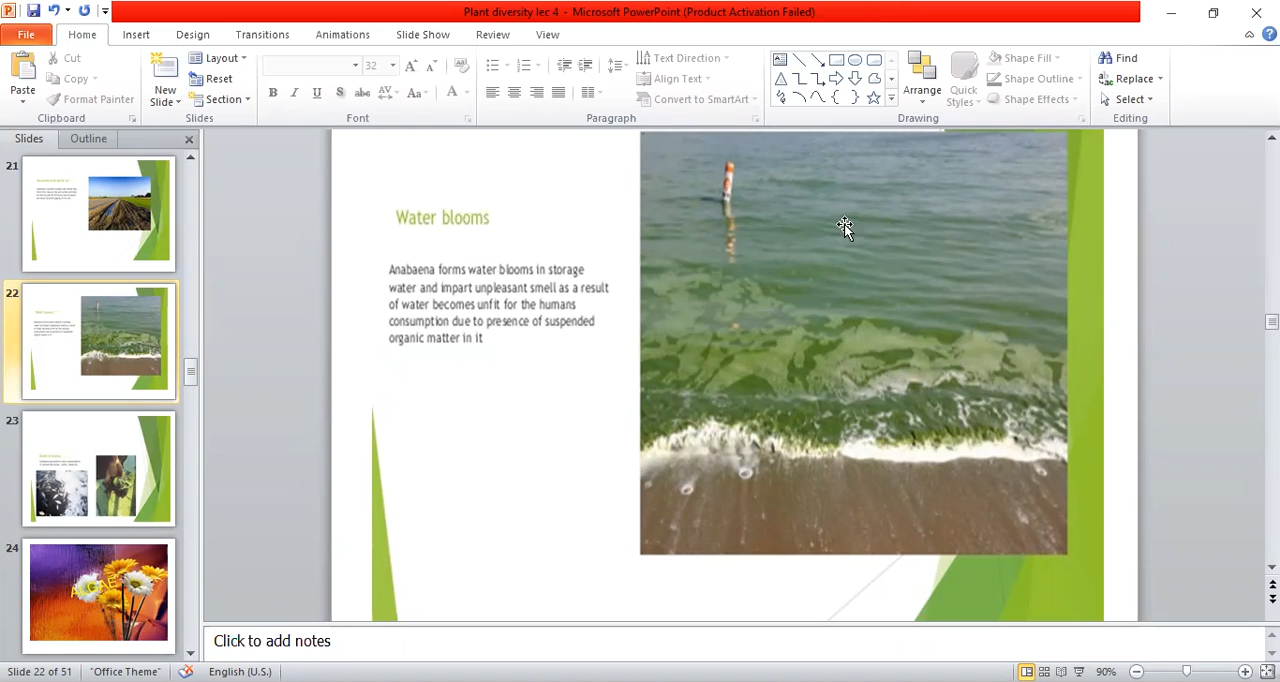 Plant diversity lec 4 - Microsoft PowerPoint (Product Activation Failed)
File Home Insert Design Transitions Animations Slide Show Review View
Paste
Cut
Copy
Format Painter
Clipboard
New
Slide
Layout
Reset
Section
Slides
32
B I U S abc AV Aa A
Font
Text Direction
Align Text
Convert to SmartArt
Paragraph
Arrange
Quick
Styles
Shape Fill
Shape Outline
Shape Effects
Drawing
Find
Replace
Select
Editing
Slides Outline
21
22
23
24
ALGAE
Water blooms
Anabaena forms water blooms in storage
water and impart unpleasant smell as a result
of water becomes unfit for the humans
consumption due to presence of suspended
organic matter in it
Click to add notes
Slide 22 of 51 "Office Theme" English (U.S.) 90%